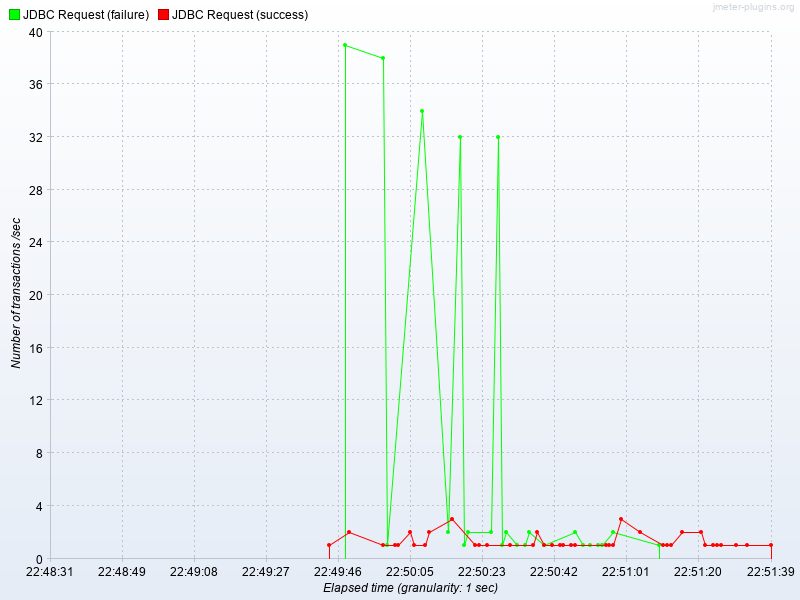 jmeter-plugins.org
JDBC Request (failure) JDBC Request (success)
40
36
32
28
24
20
16
12
8
4
0
Number of transactions /sec
22:48:31 22:48:49 22:49:08 22:49:27 22:49:46 22:50:05 22:50:23 22:50:42 22:51:01 22:51:20 22:51:39
Elapsed time (granularity: 1 sec)